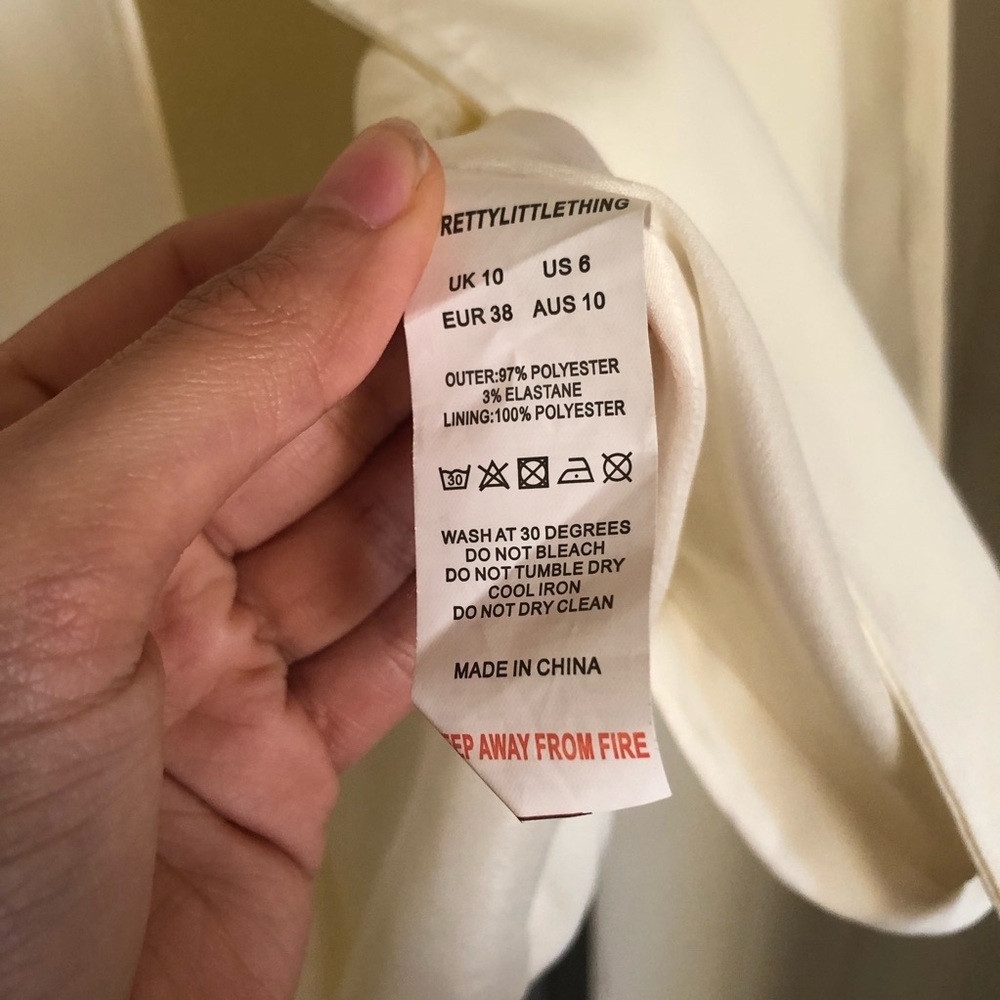 RETTYLITTLETHING
UK 10 US 6
EUR 38 AUS 10
OUTER:97% POLYESTER
3% ELASTANE
LINING:100% POLYESTER
30
WASH AT 30 DEGREES
DO NOT BLEACH
DO NOT TUMBLE DRY
COOL IRON
DO NOT DRY CLEAN
MADE IN CHINA
EP AWAY FROM FIRE